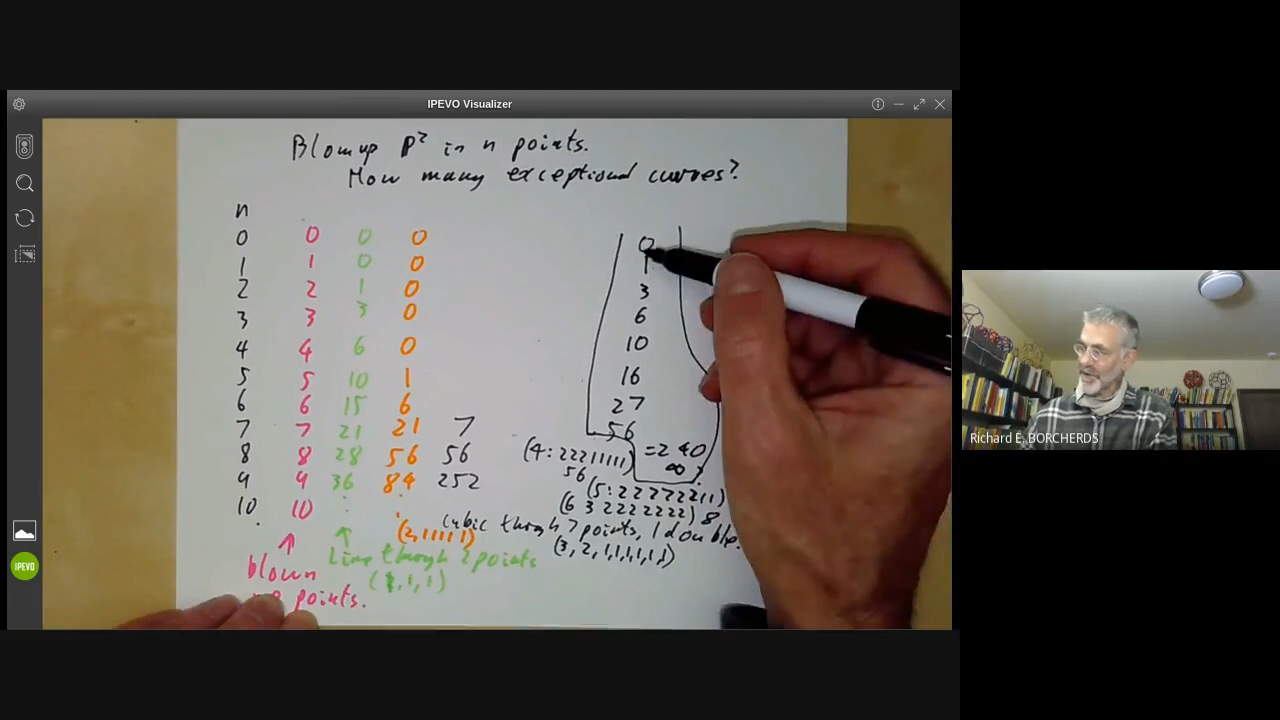 IPEVO Visualizer
Blowup P² in n points.
How many exceptional curves?
n
0 0 0 0 0
1 1 0 0 1
2 2 1 0 3
3 3 3 0 6
4 4 6 0 10
5 5 10 1 16
6 6 15 6 27
7 7 21 21 7 56
8 8 28 56 56 = 240
9 9 36 84 252 ∞
10 10
(4: 22211111)
56
(5: 22222211)
(6 3 2222222) 8
cubic through 7 points, 1 double.
(3, 2, 1, 1, 1, 1, 1, 1)
(2, 1 1 1 1 1)
Line through 2 points
(1, 1, 1)
blown
up points.
Richard E. BORCHERDS
IPEVO